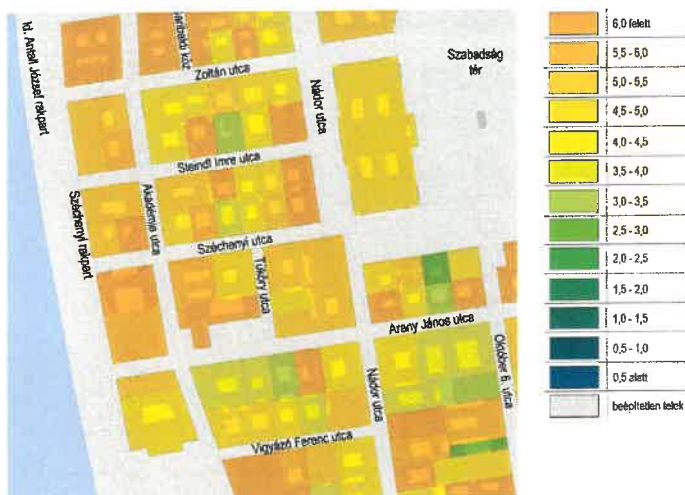 Id. Antall József rakpart
Garibaldi köz
Zoltán utca
Nádor utca
Szabadság
tér
Steindl Imre utca
Széchenyi rakpart
Akadémia utca
Széchenyi utca
Tüköry utca
Arany János utca
Nádor utca
Október 6. utca
Vigyázó Ferenc utca
6,0 felett
5,5 - 6,0
5,0 - 5,5
4,5 - 5,0
4,0 - 4,5
3,5 - 4,0
3,0 - 3,5
2,5 - 3,0
2,0 - 2,5
1,5 - 2,0
1,0 - 1,5
0,5 - 1,0
0,5 alatt
beépítetlen telek